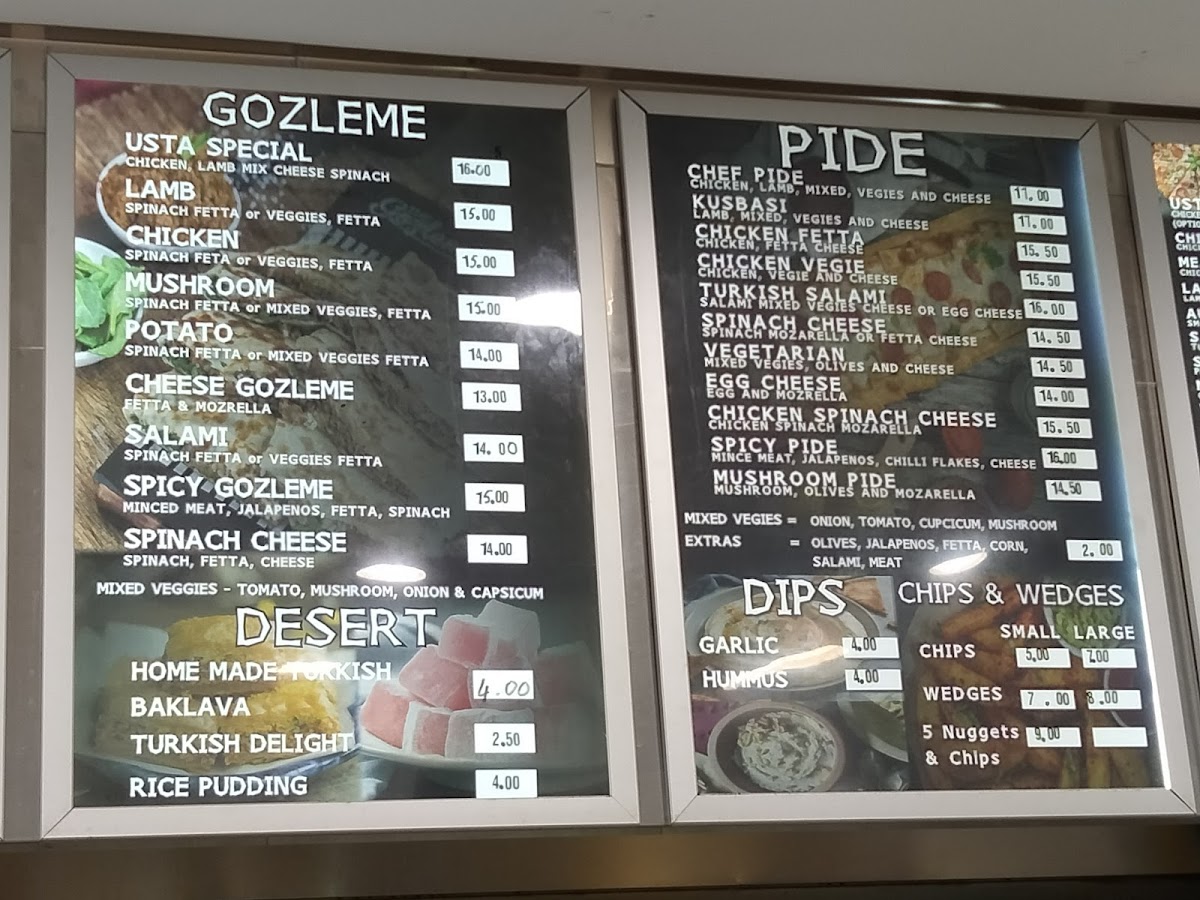 GOZLEME
USTA SPECIAL
CHICKEN, LAMB MIX CHEESE SPINACH 16.00
LAMB
SPINACH FETTA or VEGGIES, FETTA 15.00
CHICKEN
SPINACH FETA or VEGGIES, FETTA 15.00
MUSHROOM
SPINACH FETTA or MIXED VEGGIES, FETTA 15.00
POTATO
SPINACH FETTA or MIXED VEGGIES FETTA 14.00
CHEESE GOZLEME 13.00
FETTA & MOZRELLA
SALAMI 14.00
SPINACH FETTA or VEGGIES FETTA
SPICY GOZLEME 15.00
MINCED MEAT, JALAPENOS, FETTA, SPINACH
SPINACH CHEESE 14.00
SPINACH, FETTA, CHEESE
MIXED VEGGIES - TOMATO, MUSHROOM, ONION & CAPSICUM
DESERT
HOME MADE TURKISH
BAKLAVA 4.00
TURKISH DELIGHT 2.50
RICE PUDDING 4.00
PIDE
CHEF PIDE
CHICKEN, LAMB, MIXED, VEGIES AND CHEESE 17.00
KUSBASI
LAMB, MIXED, VEGIES AND CHEESE 17.00
CHICKEN FETTA
CHICKEN, FETTA CHEESE 15.50
CHICKEN VEGIE
CHICKEN, VEGIE AND CHEESE 15.50
TURKISH SALAMI
SALAMI MIXED VEGIES CHEESE OR EGG CHEESE 16.00
SPINACH CHEESE
SPINACH MOZARELLA OR FETTA CHEESE 14.50
VEGETARIAN
MIXED VEGIES, OLIVES AND CHEESE 14.50
EGG CHEESE
EGG AND MOZRELLA 14.00
CHICKEN SPINACH CHEESE
CHICKEN SPINACH MOZARELLA 15.50
SPICY PIDE
MINCE MEAT, JALAPENOS, CHILLI FLAKES, CHEESE 16.00
MUSHROOM PIDE
MUSHROOM, OLIVES AND MOZARELLA 14.50
MIXED VEGIES = ONION, TOMATO, CUPCICUM, MUSHROOM
EXTRAS = OLIVES, JALAPENOS, FETTA, CORN,
SALAMI, MEAT 2.00
DIPS
GARLIC 4.00
HUMMUS 4.00
CHIPS & WEDGES
SMALL LARGE
CHIPS 5.00 7.00
WEDGES 7.00 8.00
5 Nuggets 9.00
& Chips